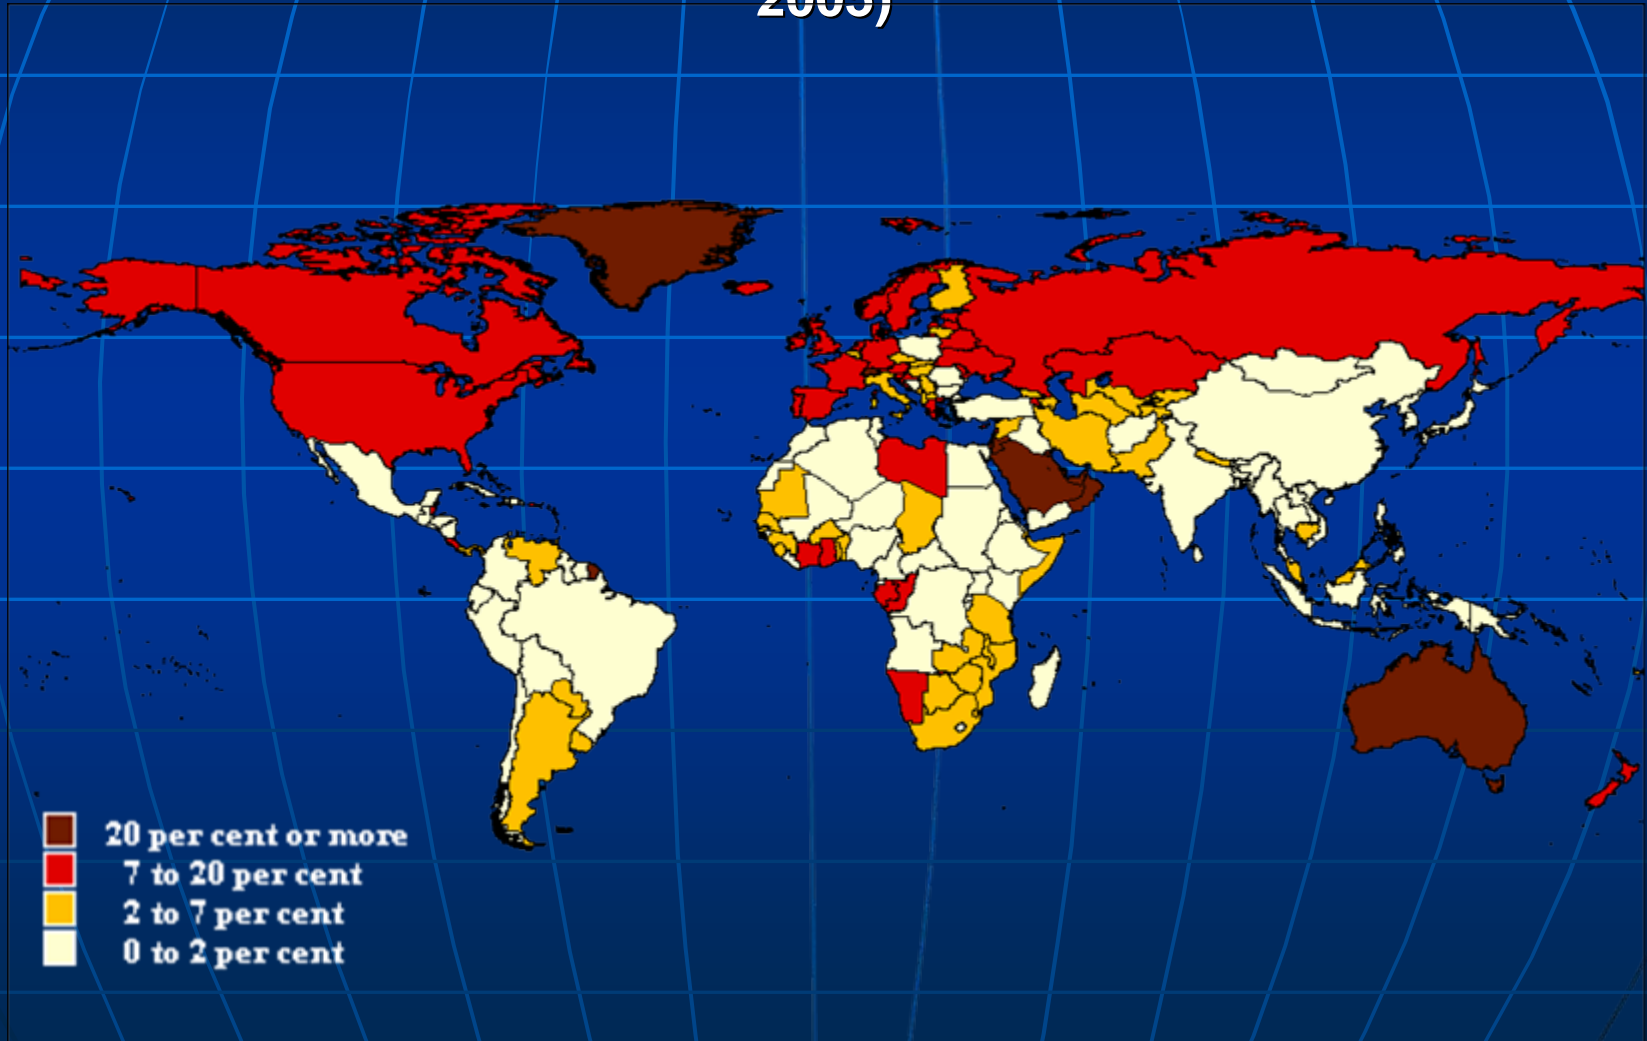 2005)
20 per cent or more
7 to 20 per cent
2 to 7 per cent
0 to 2 per cent